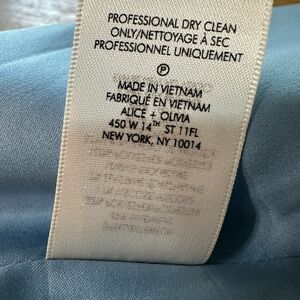 PROFESSIONAL DRY CLEAN
ONLY/NETTOYAGE À SEC
PROFESSIONNEL UNIQUEMENT
P
MADE IN VIETNAM
FABRIQUÉ EN VIETNAM
ALICE + OLIVIA
450 W 14TH ST 11FL
NEW YORK, NY 10014